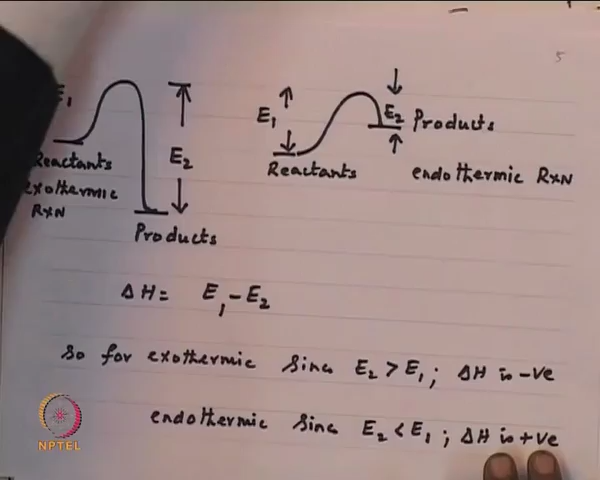 5
E1
E2
Reactants
exothermic
RxN
Products
E1
E2 Products
Reactants
endothermic RxN
ΔH = E1 - E2
So for exothermic since E2 > E1; ΔH is -ve
endothermic since E2 < E1; ΔH is +ve
NPTEL